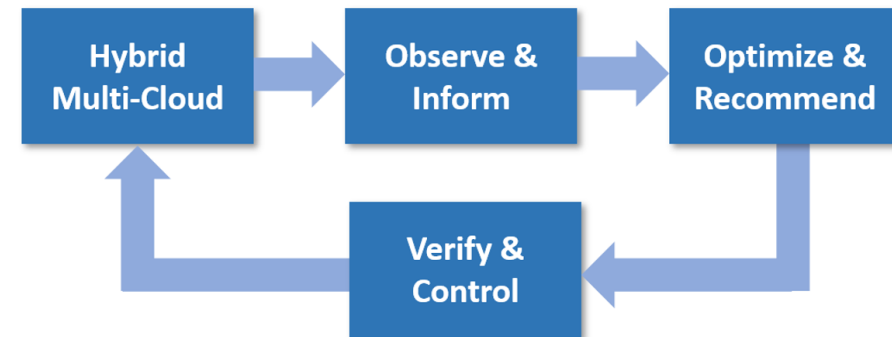 Hybrid
Multi-Cloud
Observe &
Inform
Optimize &
Recommend
Verify &
Control